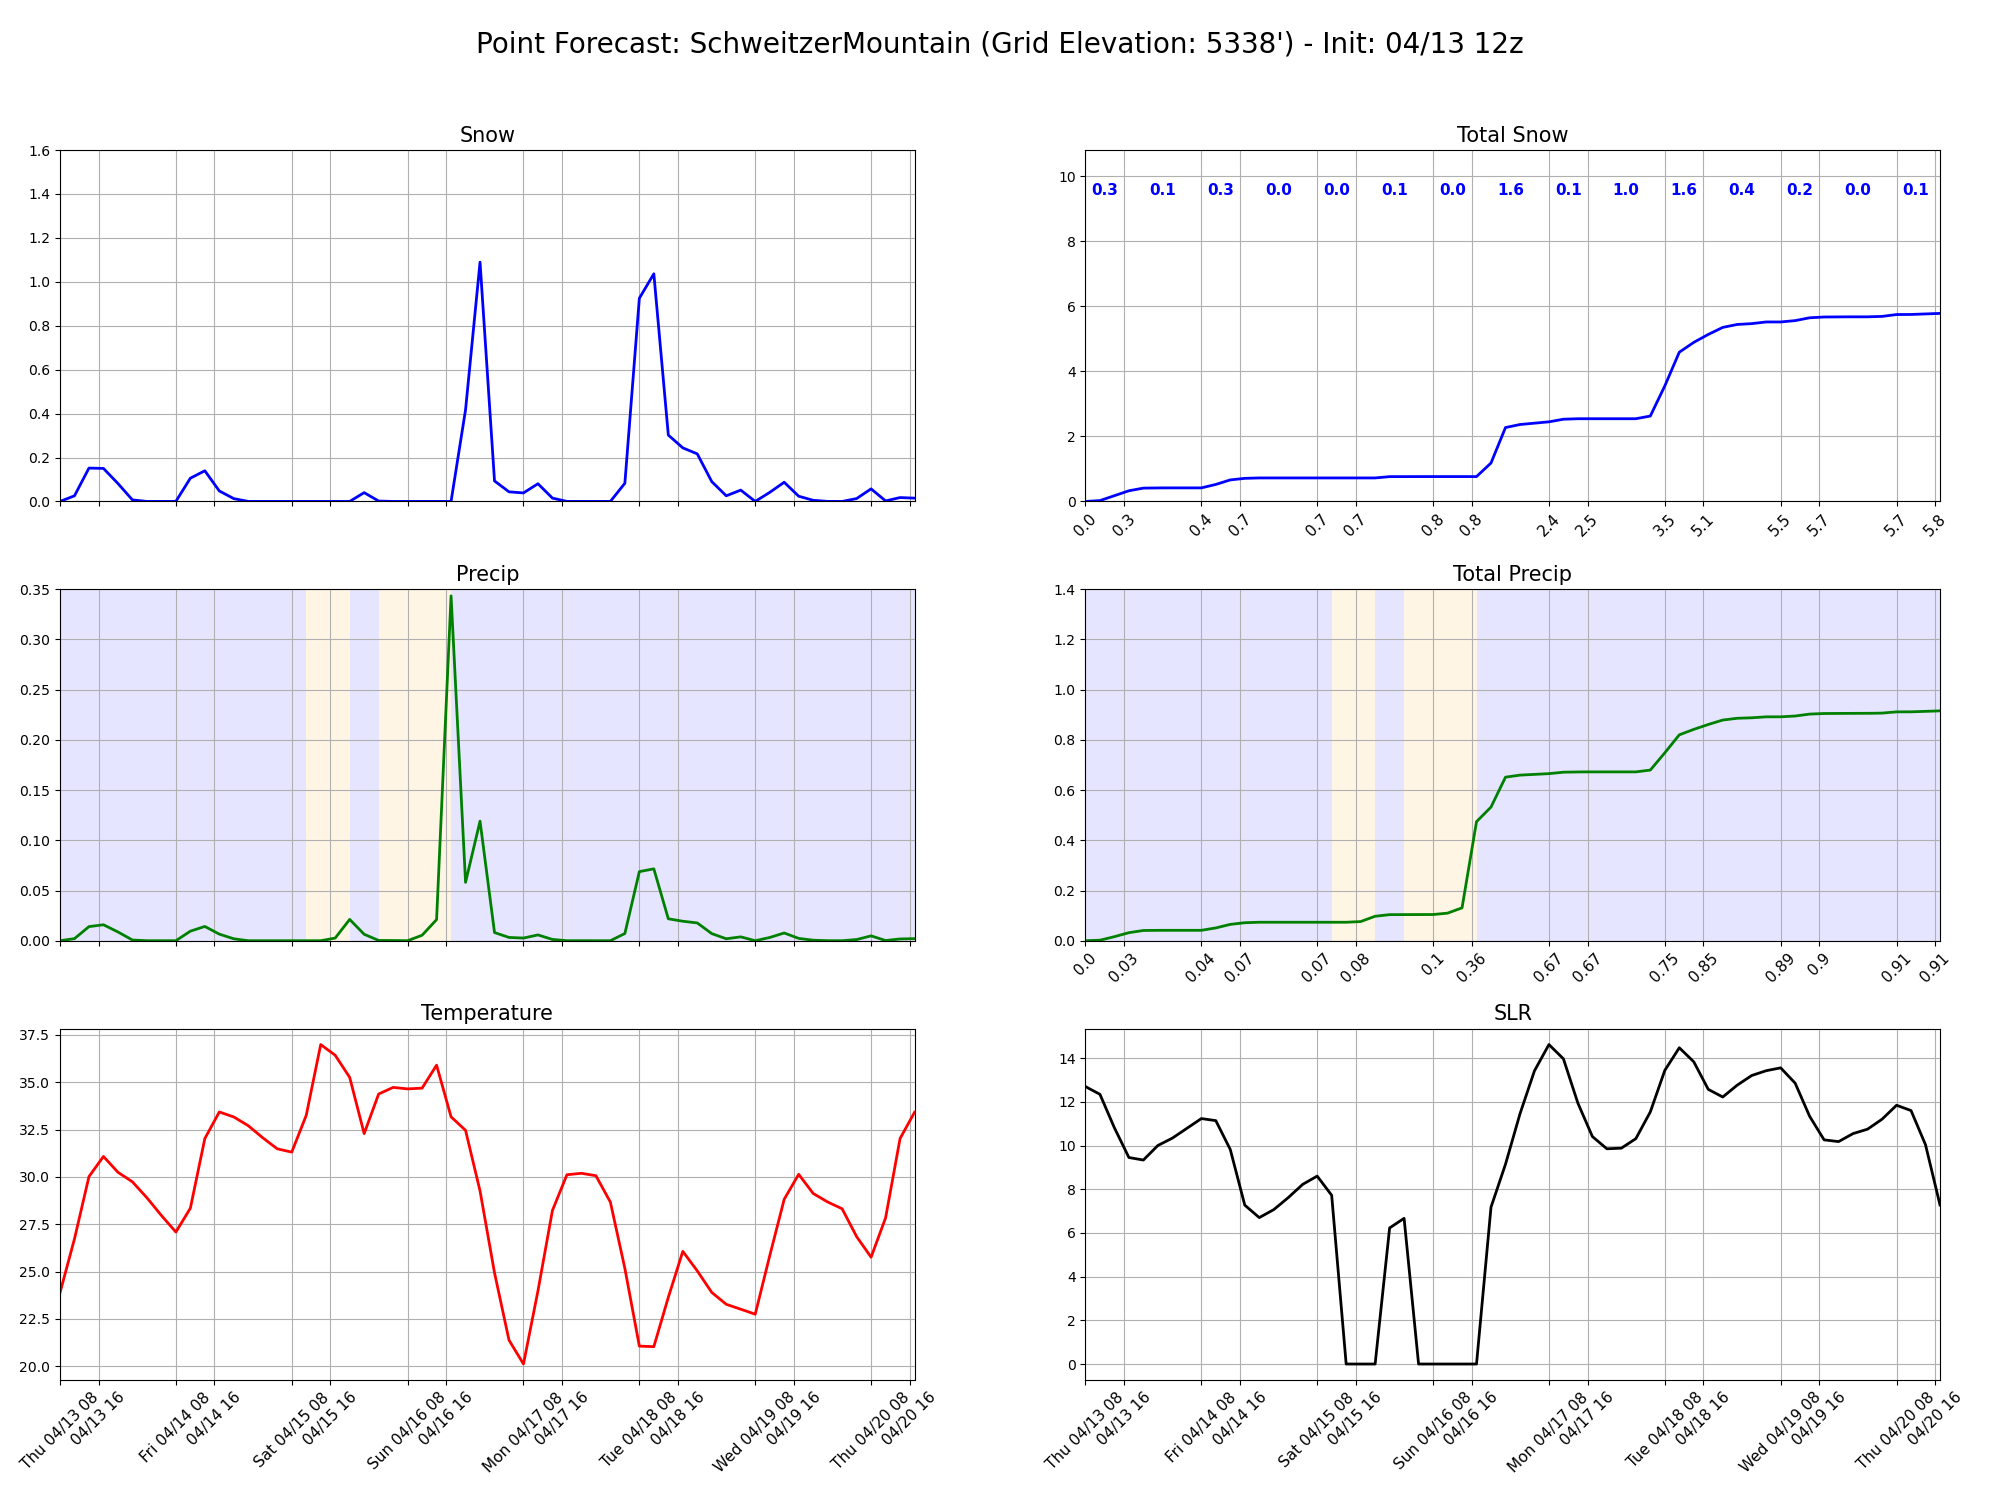 Point Forecast: SchweitzerMountain (Grid Elevation: 5338') - Init: 04/13 12z
Snow
1.6
1.4
1.2
1.0
0.8
0.6
0.4
0.2
0.0
Total Snow
10
8
6
4
2
0
0.3 0.1 0.3 0.0 0.0 0.1 0.0 1.6 0.1 1.0 1.6 0.4 0.2 0.0 0.1
0.0 0.3 0.4 0.7 0.7 0.7 0.8 0.8 2.4 2.5 3.5 5.1 5.5 5.7 5.7 5.8
Precip
0.35
0.30
0.25
0.20
0.15
0.10
0.05
0.00
Total Precip
1.4
1.2
1.0
0.8
0.6
0.4
0.2
0.0
0.0 0.03 0.04 0.07 0.07 0.08 0.1 0.36 0.67 0.67 0.75 0.85 0.89 0.9 0.91 0.91
Temperature
37.5
35.0
32.5
30.0
27.5
25.0
22.5
20.0
Thu 04/13 08
04/13 16
Fri 04/14 08
04/14 16
Sat 04/15 08
04/15 16
Sun 04/16 08
04/16 16
Mon 04/17 08
04/17 16
Tue 04/18 08
04/18 16
Wed 04/19 08
04/19 16
Thu 04/20 08
04/20 16
SLR
14
12
10
8
6
4
2
0
Thu 04/13 08
04/13 16
Fri 04/14 08
04/14 16
Sat 04/15 08
04/15 16
Sun 04/16 08
04/16 16
Mon 04/17 08
04/17 16
Tue 04/18 08
04/18 16
Wed 04/19 08
04/19 16
Thu 04/20 08
04/20 16